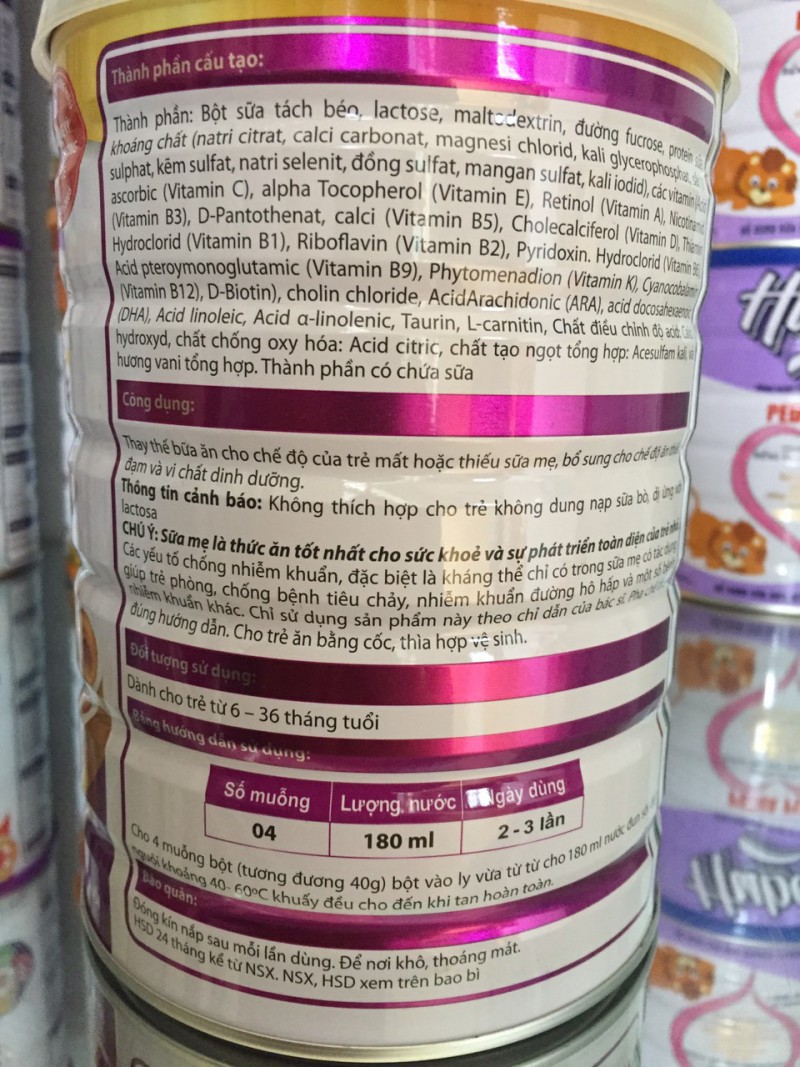 Thành phần cấu tạo:
Thành phần: Bột sữa tách béo, lactose, maltodextrin, đường fucrose, protein
khoáng chất (natri citrat, calci carbonat, magnesi chlorid, kali glycerophosphat,
sulphat, kẽm sulfat, natri selenit, đồng sulfat, mangan sulfat, kali iodid), các vitamin
ascorbic (Vitamin C), alpha Tocopherol (Vitamin E), Retinol (Vitamin A),
(Vitamin B3), D-Pantothenat, calci (Vitamin B5), Cholecalciferol (Vitamin D),
Hydroclorid (Vitamin B1), Riboflavin (Vitamin B2), Pyridoxin. Hydroclorid (Vitamin
Acid pteroymonoglutamic (Vitamin B9), Phytomenadion (Vitamin K),
(Vitamin B12), D-Biotin), cholin chloride, AcidArachidonic (ARA), acid
(DHA), Acid linoleic, Acid α-linolenic, Taurin, L-carnitin, Chất điều chỉnh độ acid:
hydroxyd, chất chống oxy hóa: Acid citric, chất tạo ngọt tổng hợp: Acesulfam kali,
hương vani tổng hợp. Thành phần có chứa sữa
Công dụng:
Thay thế bữa ăn cho chế độ của trẻ mất hoặc thiếu sữa mẹ, bổ sung cho chế độ ăn thiếu
đạm và vi chất dinh dưỡng.
Thông tin cảnh báo: Không thích hợp cho trẻ không dung nạp sữa bò, dị ứng với
lactosa
CHÚ Ý: Sữa mẹ là thức ăn tốt nhất cho sức khoẻ và sự phát triển toàn diện của trẻ
Các yếu tố chống nhiễm khuẩn, đặc biệt là kháng thể chỉ có trong sữa mẹ có tác dụng
giúp trẻ phòng, chống bệnh tiêu chảy, nhiễm khuẩn đường hô hấp và một số bệnh
nhiễm khuẩn khác. Chỉ sử dụng sản phẩm này theo chỉ dẫn của bác sĩ. Pha chế
đúng hướng dẫn. Cho trẻ ăn bằng cốc, thìa hợp vệ sinh.
Đối tượng sử dụng:
Dành cho trẻ từ 6 – 36 tháng tuổi
Bảng hướng dẫn sử dụng:
Số muỗng Lượng nước Ngày dùng
04 180 ml 2 - 3 lần
Cho 4 muỗng bột (tương đương 40g) bột vào ly vừa từ từ cho 180 ml nước đun sôi
nguội khoảng 40- 60ºC khuấy đều cho đến khi tan hoàn toàn.
Bảo quản:
Đóng kín nắp sau mỗi lần dùng. Để nơi khô, thoáng mát.
HSD 24 tháng kể từ NSX. NSX, HSD xem trên bao bì